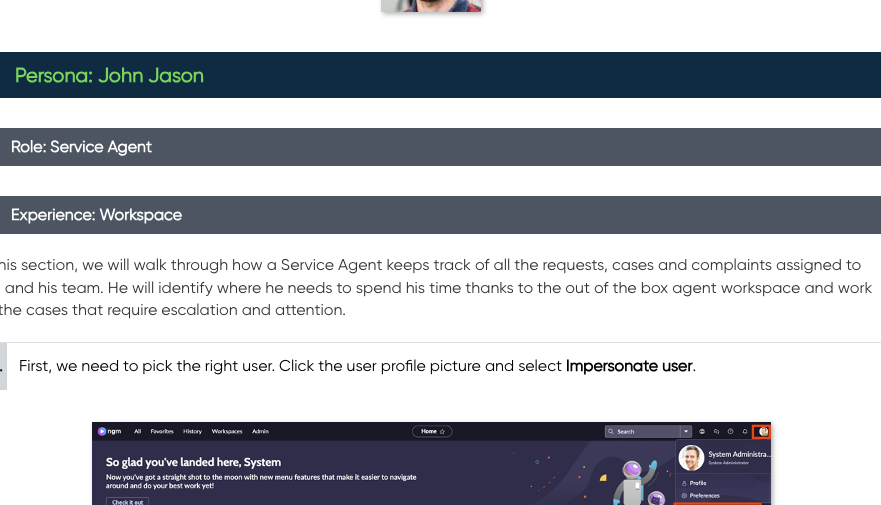 Persona: John Jason
Role: Service Agent
Experience: Workspace
his section, we will walk through how a Service Agent keeps track of all the requests, cases and complaints assigned to
and his team. He will identify where he needs to spend his time thanks to the out of the box agent workspace and work
the cases that require escalation and attention.
. First, we need to pick the right user. Click the user profile picture and select Impersonate user.
ngm All Favorites History Workspaces Admin Home Search
So glad you've landed here, System
Now you've got a straight shot to the moon with new menu features that make it easier to navigate
around and do your best work yet!
Check it out
System Administra...
System Administrator
Profile
Preferences